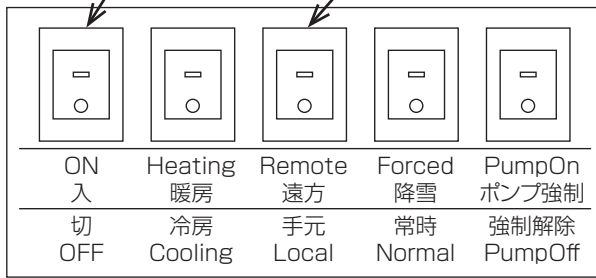 ON Heating Remote Forced PumpOn
入 暖房 遠方 降雪 ポンプ強制
切 冷房 手元 常時 強制解除
OFF Cooling Local Normal PumpOff